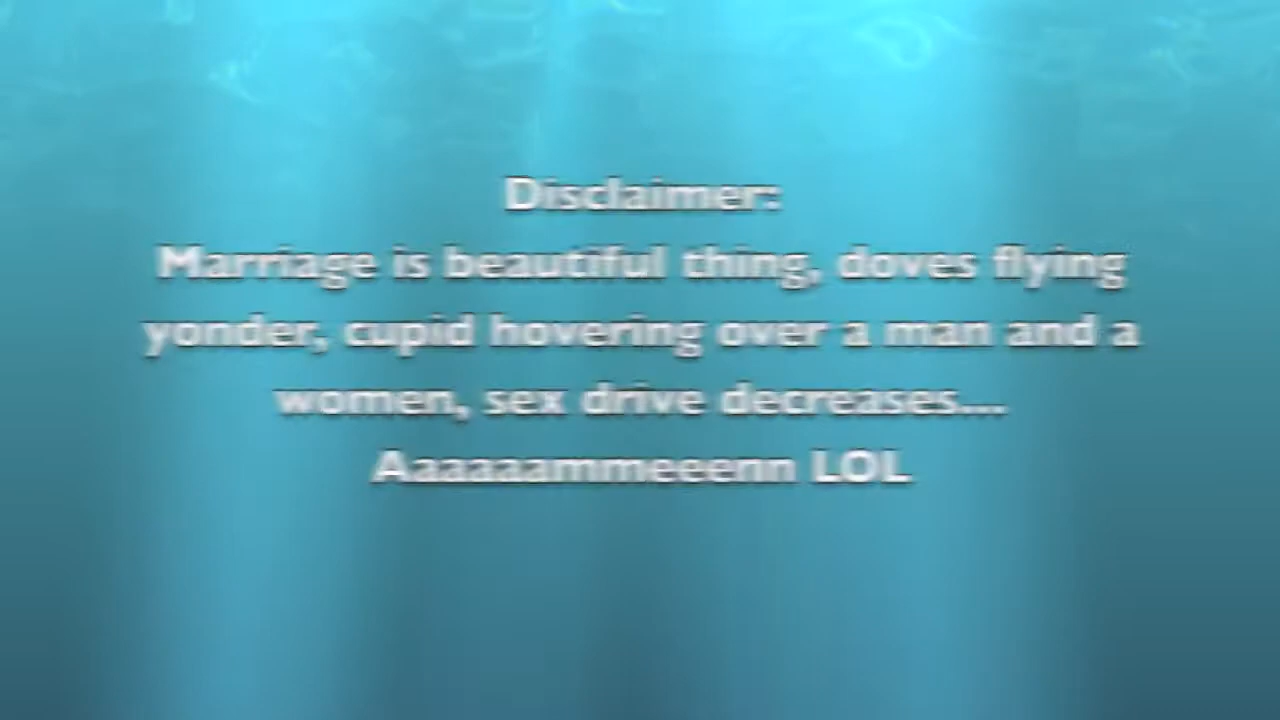 Disclaimer:
Marriage is beautiful thing, doves flying
yonder, cupid hovering over a man and a
women, sex drive decreases....
Aaaaaammeeenn LOL